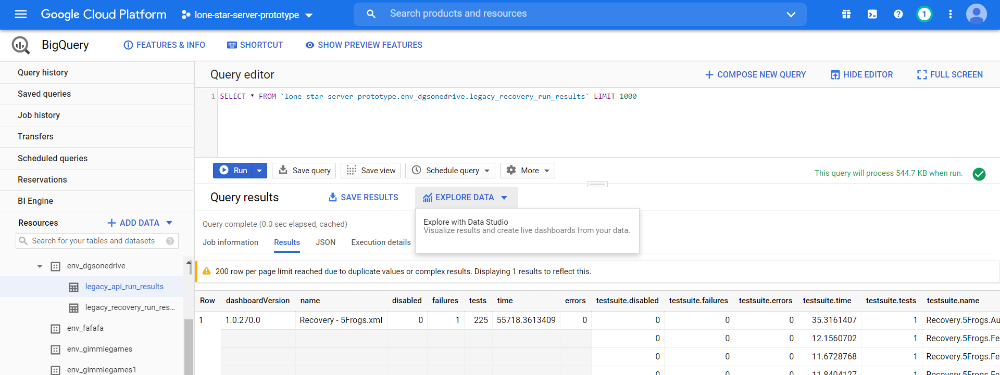 Google Cloud Platform
lone-star-server-prototype
Search products and resources
1
BigQuery
FEATURES & INFO
SHORTCUT
SHOW PREVIEW FEATURES
Query history
Saved queries
Job history
Transfers
Scheduled queries
Reservations
BI Engine
Resources
ADD DATA
Search for your tables and datasets
env_dgsonedrive
legacy_api_run_results
legacy_recovery_run_res...
env_fafafa
env_gimmiegames
env_gimmiegames1
Query editor
COMPOSE NEW QUERY
HIDE EDITOR
FULL SCREEN
1 SELECT * FROM `lone-star-server-prototype.env_dgsonedrive.legacy_recovery_run_results` LIMIT 1000
Run
Save query
Save view
Schedule query
More
This query will process 544.7 KB when run.
Query results
SAVE RESULTS
EXPLORE DATA
Explore with Data Studio
Visualize results and create live dashboards from your data.
Query complete (0.0 sec elapsed, cached)
Job information Results JSON Execution details
200 row per page limit reached due to duplicate values or complex results. Displaying 1 results to reflect this.
Row dashboardVersion name disabled failures tests time errors testsuite.disabled testsuite.failures testsuite.errors testsuite.time testsuite.tests testsuite.name
1 1.0.270.0 Recovery - 5Frogs.xml 0 1 225 55718.3613409 0 0 0 0 35.3161407 1 Recovery.5Frogs.Au
0 0 0 12.1560702 1 Recovery.5Frogs.Fe
0 0 0 11.6728768 1 Recovery.5Frogs.Fe
0 0 0 11.8404127 1 Recovery.5Frogs.Fe